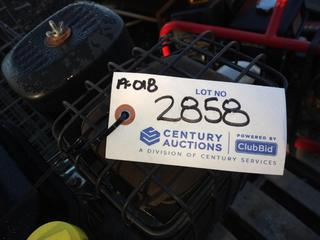 A-01B
LOT NO
2858
CENTURY
AUCTIONS
POWERED BY
ClubBid
A DIVISION OF CENTURY SERVICES